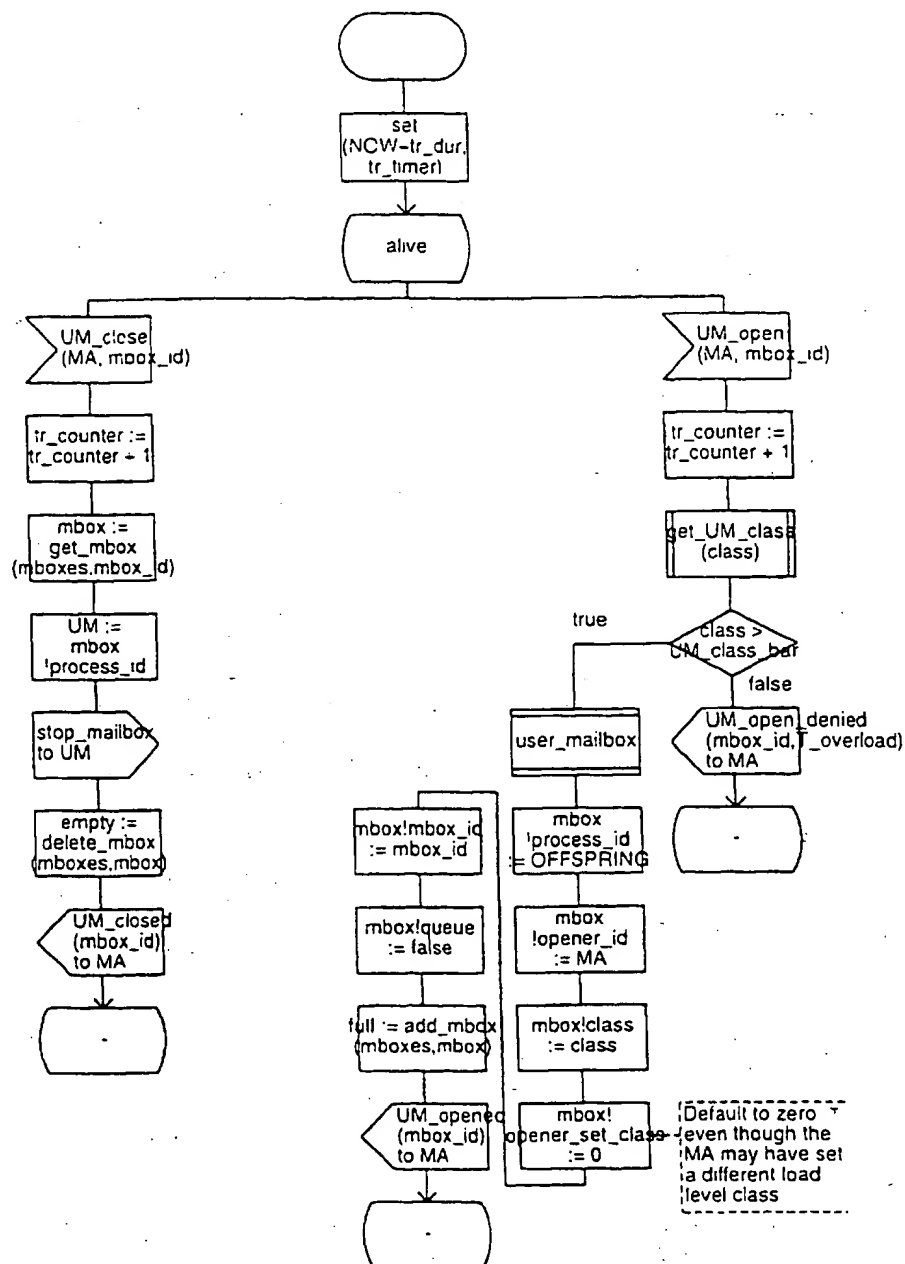 set
(NCW-tr_dur,
tr_timer)
alive
UM_close
(MA, mbox_id)
tr_counter :=
tr_counter + 1
mbox :=
get_mbox
(mboxes,mbox_id)
UM :=
mbox
!process_id
stop_mailbox
to UM
empty :=
delete_mbox
(mboxes,mbox)
UM_closed
(mbox_id)
to MA
-
UM_open
(MA, mbox_id)
tr_counter :=
tr_counter + 1
get_UM_class
(class)
class >
UM_class_bar
true
false
UM_open_denied
(mbox_id,T_overload)
to MA
-
user_mailbox
mbox
!process_id
:= OFFSPRING
mbox
!opener_id
:= MA
mbox!class
:= class
mbox!
opener_set_class
:= 0
Default to zero
even though the
MA may have set
a different load
level class
mbox!mbox_id
:= mbox_id
mbox!queue
:= false
full := add_mbox
(mboxes,mbox)
UM_opened
(mbox_id)
to MA
-